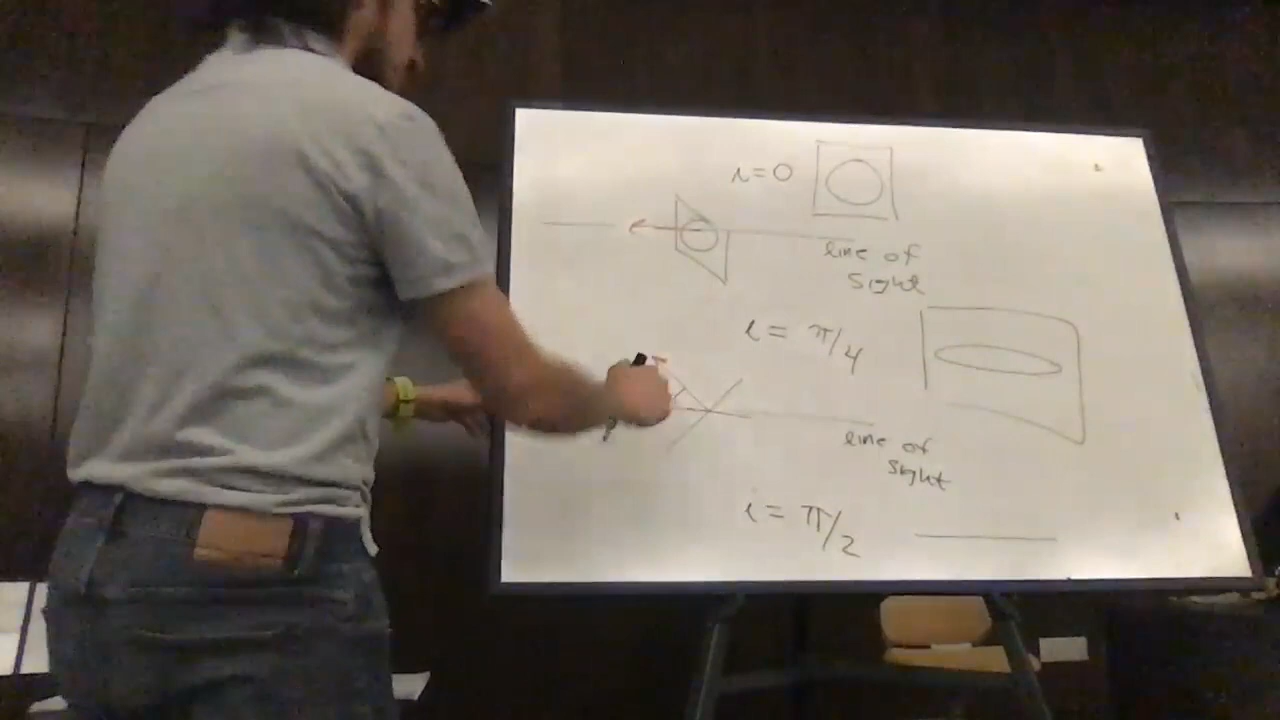 i = 0
line of
sight
i = π/4
line of
sight
i = π/2